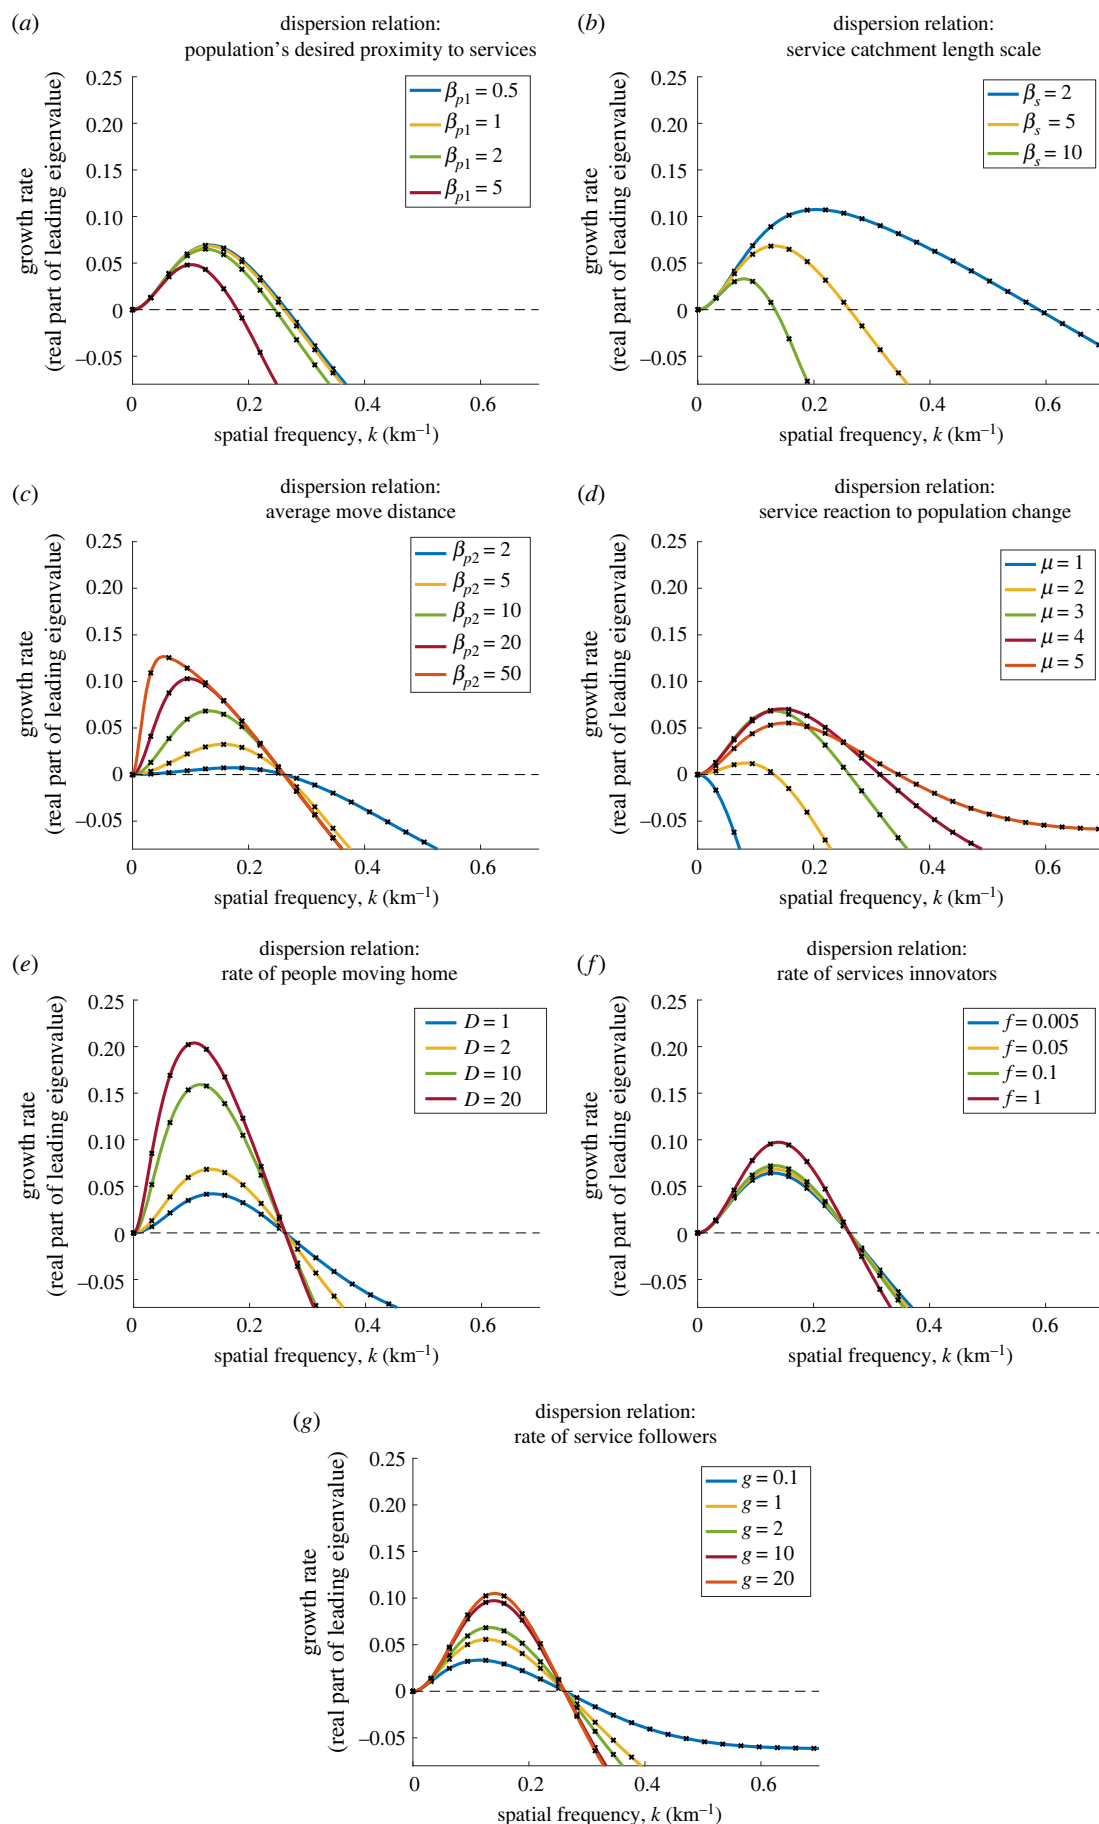 (a)
dispersion relation:
population's desired proximity to services
growth rate
(real part of leading eigenvalue)
0.25
0.20
0.15
0.10
0.05
0
–0.05
β_p1 = 0.5
β_p1 = 1
β_p1 = 2
β_p1 = 5
0 0.2 0.4 0.6
spatial frequency, k (km⁻¹)
(b)
dispersion relation:
service catchment length scale
growth rate
(real part of leading eigenvalue)
0.25
0.20
0.15
0.10
0.05
0
–0.05
β_s = 2
β_s = 5
β_s = 10
0 0.2 0.4 0.6
spatial frequency, k (km⁻¹)
(c)
dispersion relation:
average move distance
growth rate
(real part of leading eigenvalue)
0.25
0.20
0.15
0.10
0.05
0
–0.05
β_p2 = 2
β_p2 = 5
β_p2 = 10
β_p2 = 20
β_p2 = 50
0 0.2 0.4 0.6
spatial frequency, k (km⁻¹)
(d)
dispersion relation:
service reaction to population change
growth rate
(real part of leading eigenvalue)
0.25
0.20
0.15
0.10
0.05
0
–0.05
μ = 1
μ = 2
μ = 3
μ = 4
μ = 5
0 0.2 0.4 0.6
spatial frequency, k (km⁻¹)
(e)
dispersion relation:
rate of people moving home
growth rate
(real part of leading eigenvalue)
0.25
0.20
0.15
0.10
0.05
0
–0.05
D = 1
D = 2
D = 10
D = 20
0 0.2 0.4 0.6
spatial frequency, k (km⁻¹)
(f)
dispersion relation:
rate of services innovators
growth rate
(real part of leading eigenvalue)
0.25
0.20
0.15
0.10
0.05
0
–0.05
f = 0.005
f = 0.05
f = 0.1
f = 1
0 0.2 0.4 0.6
spatial frequency, k (km⁻¹)
(g)
dispersion relation:
rate of service followers
growth rate
(real part of leading eigenvalue)
0.25
0.20
0.15
0.10
0.05
0
–0.05
g = 0.1
g = 1
g = 2
g = 10
g = 20
0 0.2 0.4 0.6
spatial frequency, k (km⁻¹)